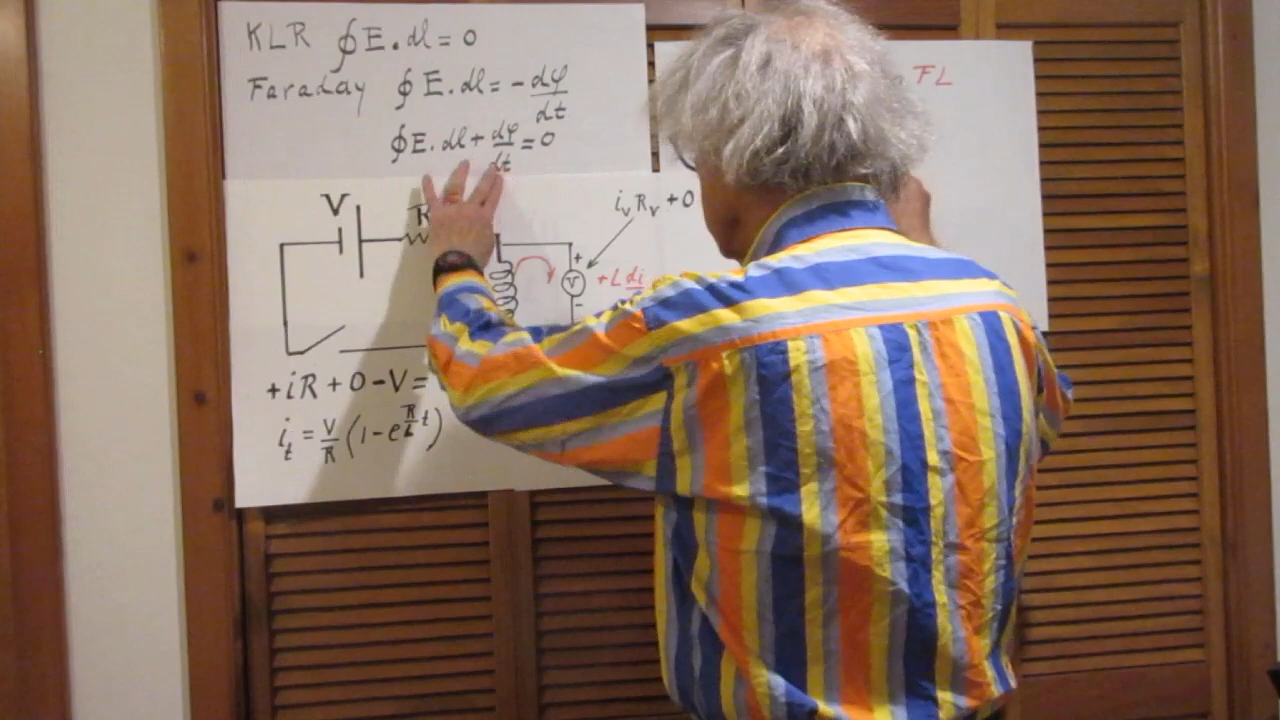 KLR ∮E.dl = 0
Faraday ∮E.dl = -dφ/dt
∮E.dl + dφ/dt = 0
FL
V
R
i_v R_v + 0
+
V
-
+L di
+iR + 0 - V =
i_t = V/R (1 - e^(R/L t))